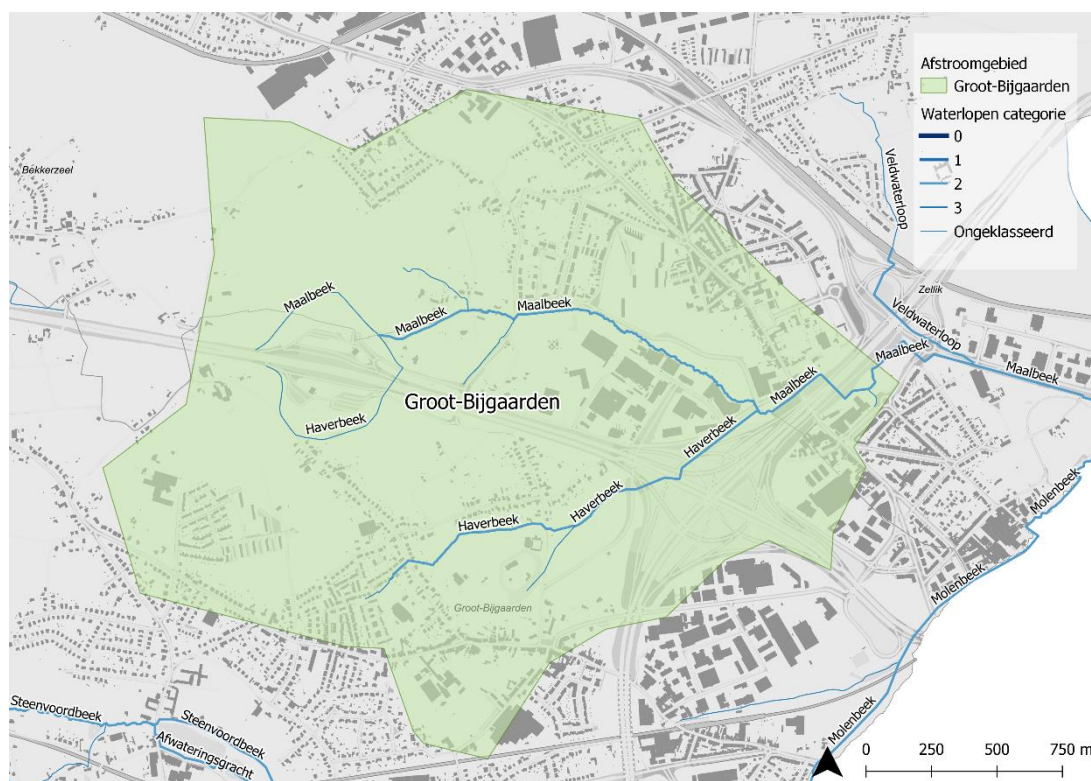 Afstroomgebied
Groot-Bijgaarden
Waterlopen categorie
0
1
2
3
Ongeklasseerd
Bekkerzeel
Veldwaterloop
Zellik
Veldwaterloop
Maalbeek
Maalbeek
Maalbeek
Maalbeek
Maalbeek
Maalbeek
Groot-Bijgaarden
Haverbeek
Haverbeek
Haverbeek
Haverbeek
Groot-Bijgaarden
Molenbeek
Molenbeek
Molenbeek
Steenvoordbeek
Steenvoordbeek
Afwateringsgracht
0 250 500 750 m